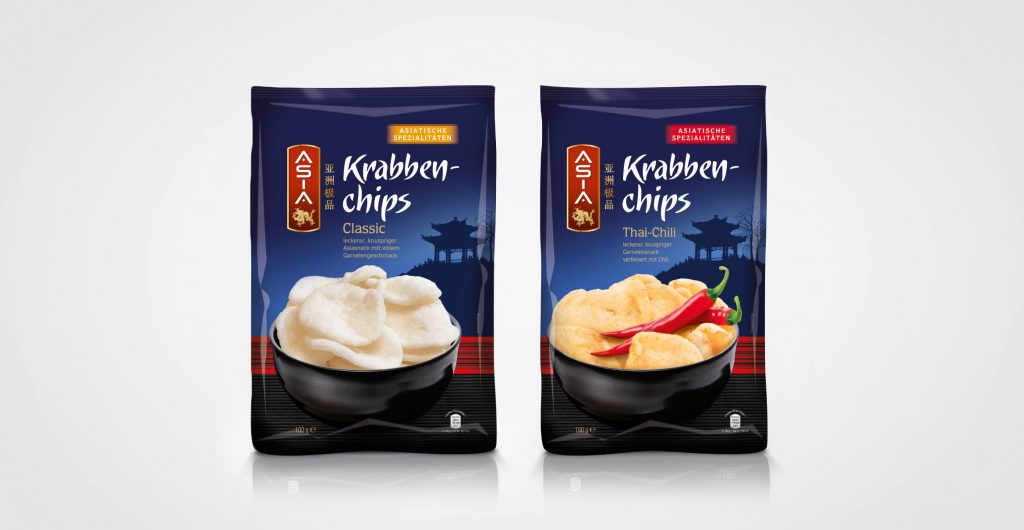 ASIATISCHE
SPEZIALITÄTEN
ASIA
亚洲极品
Krabben-
chips
Classic
leckerer, knuspriger
Asiasnack mit vollem
Garnelengeschmack
100 g ℮
ASIATISCHE
SPEZIALITÄTEN
ASIA
亚洲极品
Krabben-
chips
Thai-Chili
leckerer, knuspriger
Garnelensnack
verfeinert mit Chili
100 g ℮